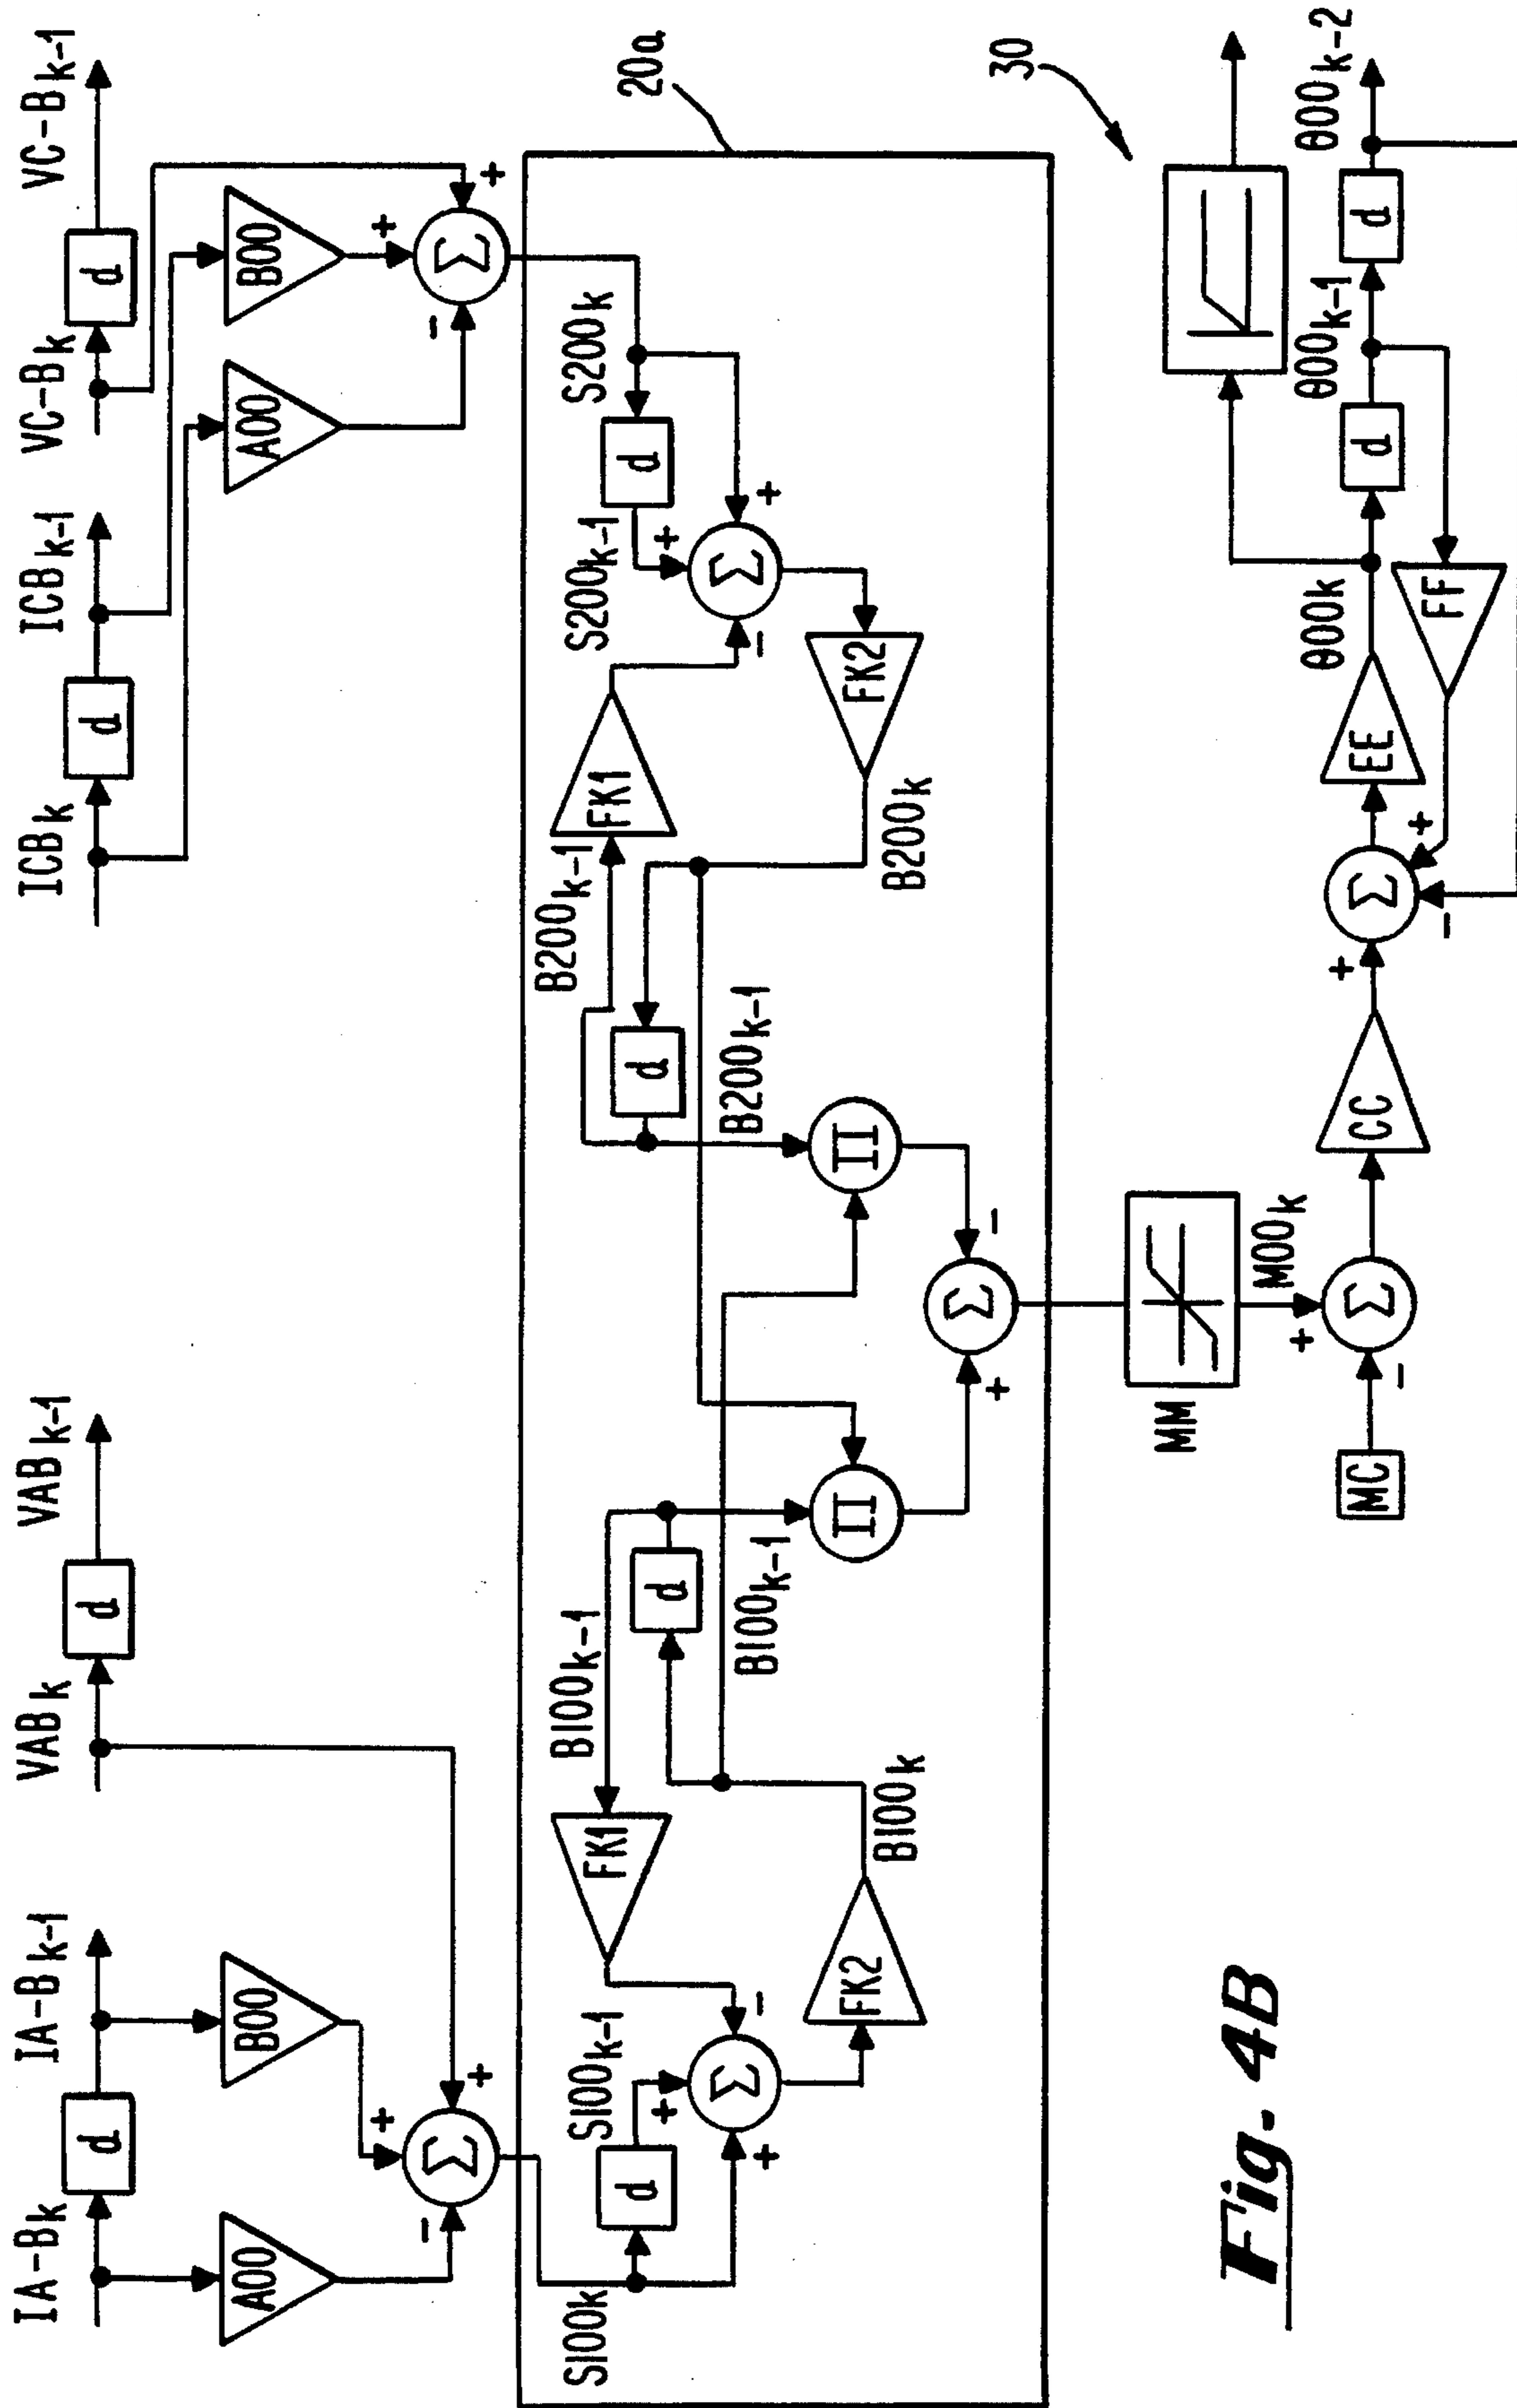 IA-Bk
IA-Bk-1
VABk
VABk-1
ICBk
ICBk-1
VC-Bk
VC-Bk-1
d
d
d
d
A00
B00
A00
B00
-
+
+
Σ
-
+
+
Σ
20a
S100k
S100k-1
d
+
+
-
Σ
FK1
FK2
B100k-1
B100k
d
B100k-1
B200k-1
B200k-1
d
FK1
FK2
B200k
S200k-1
S200k
d
-
+
+
Σ
Π
Π
+
-
Σ
MM
M00k
MC
-
+
Σ
CC
+
-
+
Σ
EE
FF
θ00k
d
θ00k-1
d
θ00k-2
30
Fig- 4B